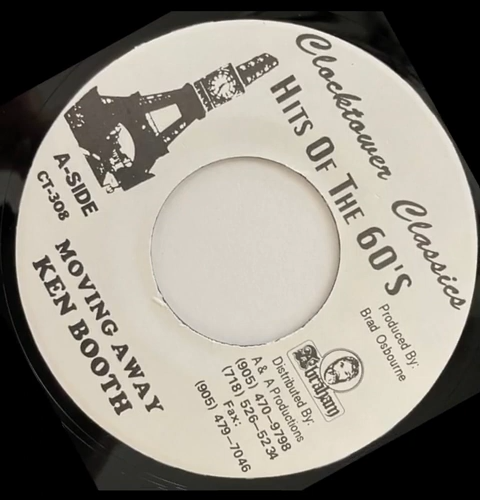 Clocktower Classics
HITS OF THE 60'S
A-SIDE
CT-308
MOVING AWAY
KEN BOOTH
Produced By:
Brad Osbourne
Abraham
Distributed By:
A & A Productions
(905) 470-9798
(718) 526-5234
Fax:
(905) 479-7046